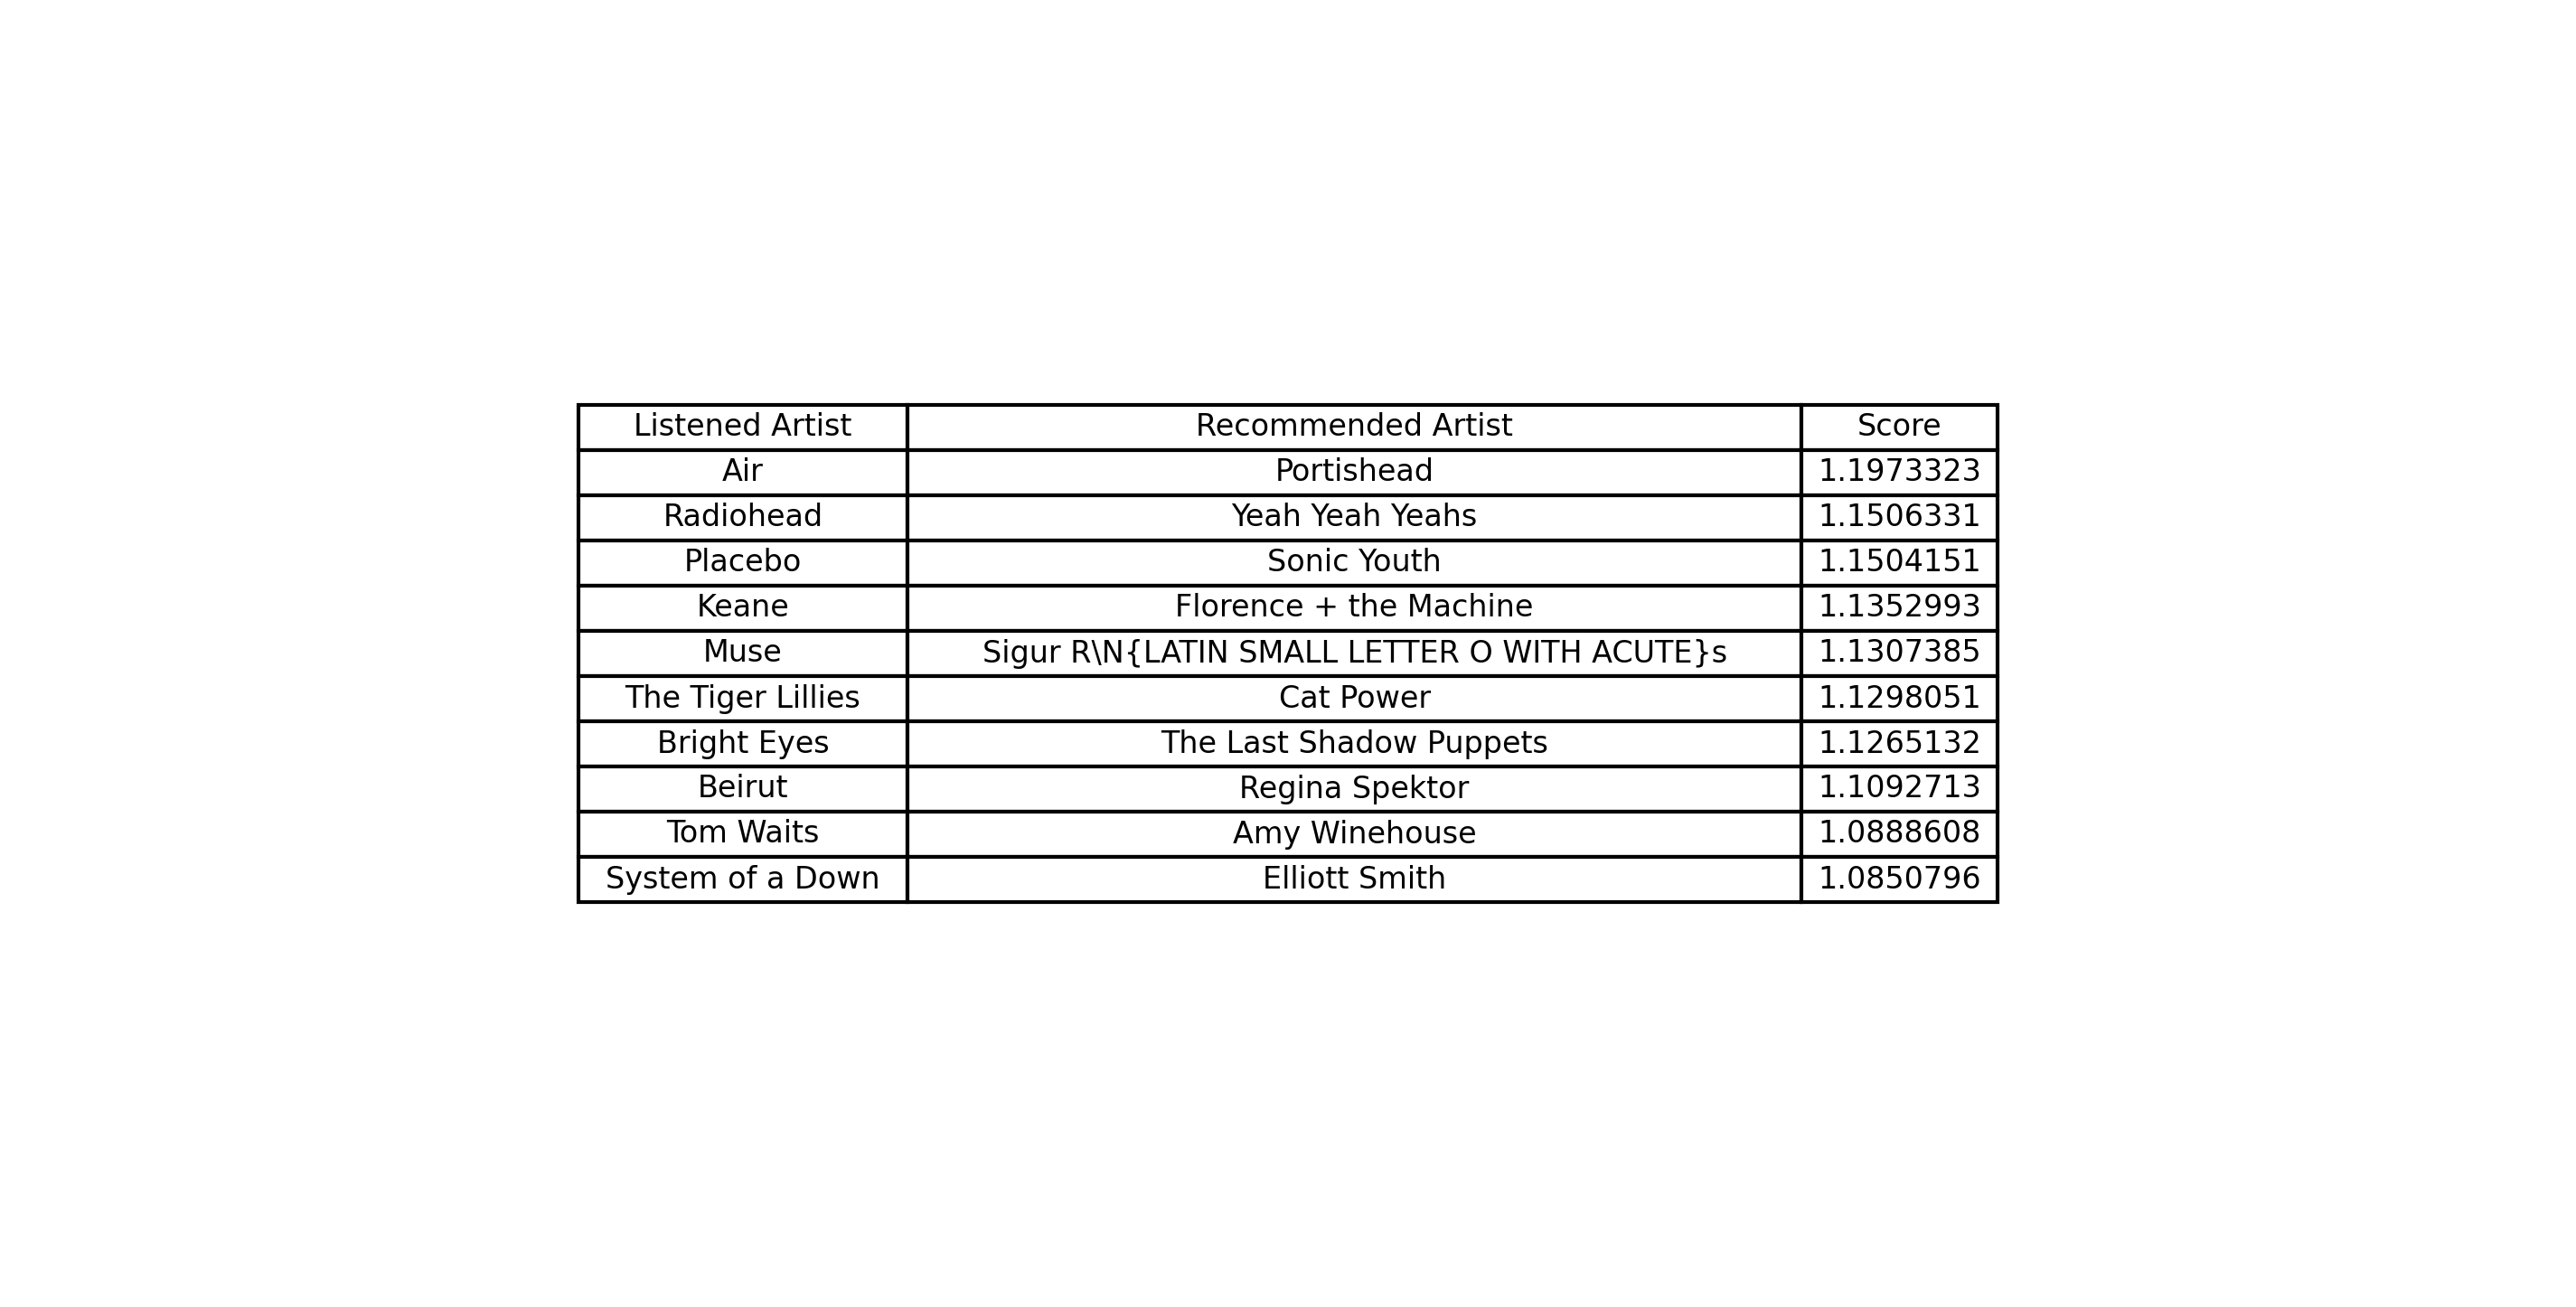 Listened Artist Recommended Artist Score
Air Portishead 1.1973323
Radiohead Yeah Yeah Yeahs 1.1506331
Placebo Sonic Youth 1.1504151
Keane Florence + the Machine 1.1352993
Muse Sigur R\N{LATIN SMALL LETTER O WITH ACUTE}s 1.1307385
The Tiger Lillies Cat Power 1.1298051
Bright Eyes The Last Shadow Puppets 1.1265132
Beirut Regina Spektor 1.1092713
Tom Waits Amy Winehouse 1.0888608
System of a Down Elliott Smith 1.0850796